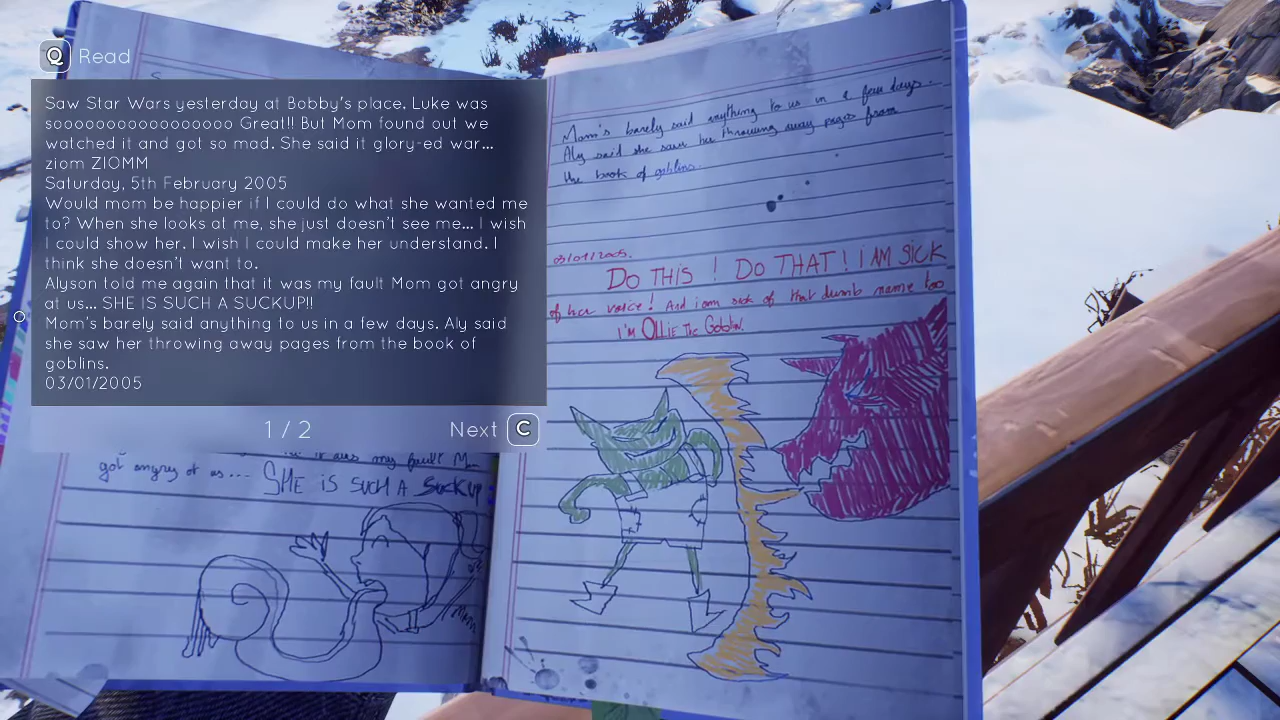 Q Read
Saw Star Wars yesterday at Bobby's place. Luke was
soooooooooooooooo Great!! But Mom found out we
watched it and got so mad. She said it glory-ed war...
ziom ZIOMM
Saturday, 5th February 2005
Would mom be happier if I could do what she wanted me
to? When she looks at me, she just doesn't see me... I wish
I could show her. I wish I could make her understand. I
think she doesn't want to.
Alyson told me again that it was my fault Mom got angry
at us... SHE IS SUCH A SUCKUP!!
Mom's barely said anything to us in a few days. Aly said
she saw her throwing away pages from the book of
goblins.
03/01/2005
1 / 2
Next C
my fault M
got angry at us... SHE IS SUCH A SUCKUP
Mom's barely said anything to us in a few days.
Aly said she saw her throwing away pages from
the book of goblins.
03/01/2005.
DO THIS! DO THAT! I AM SICK
of her voice! And i am sick of that dumb name too
I'M OLLIE THE GOBLIN.